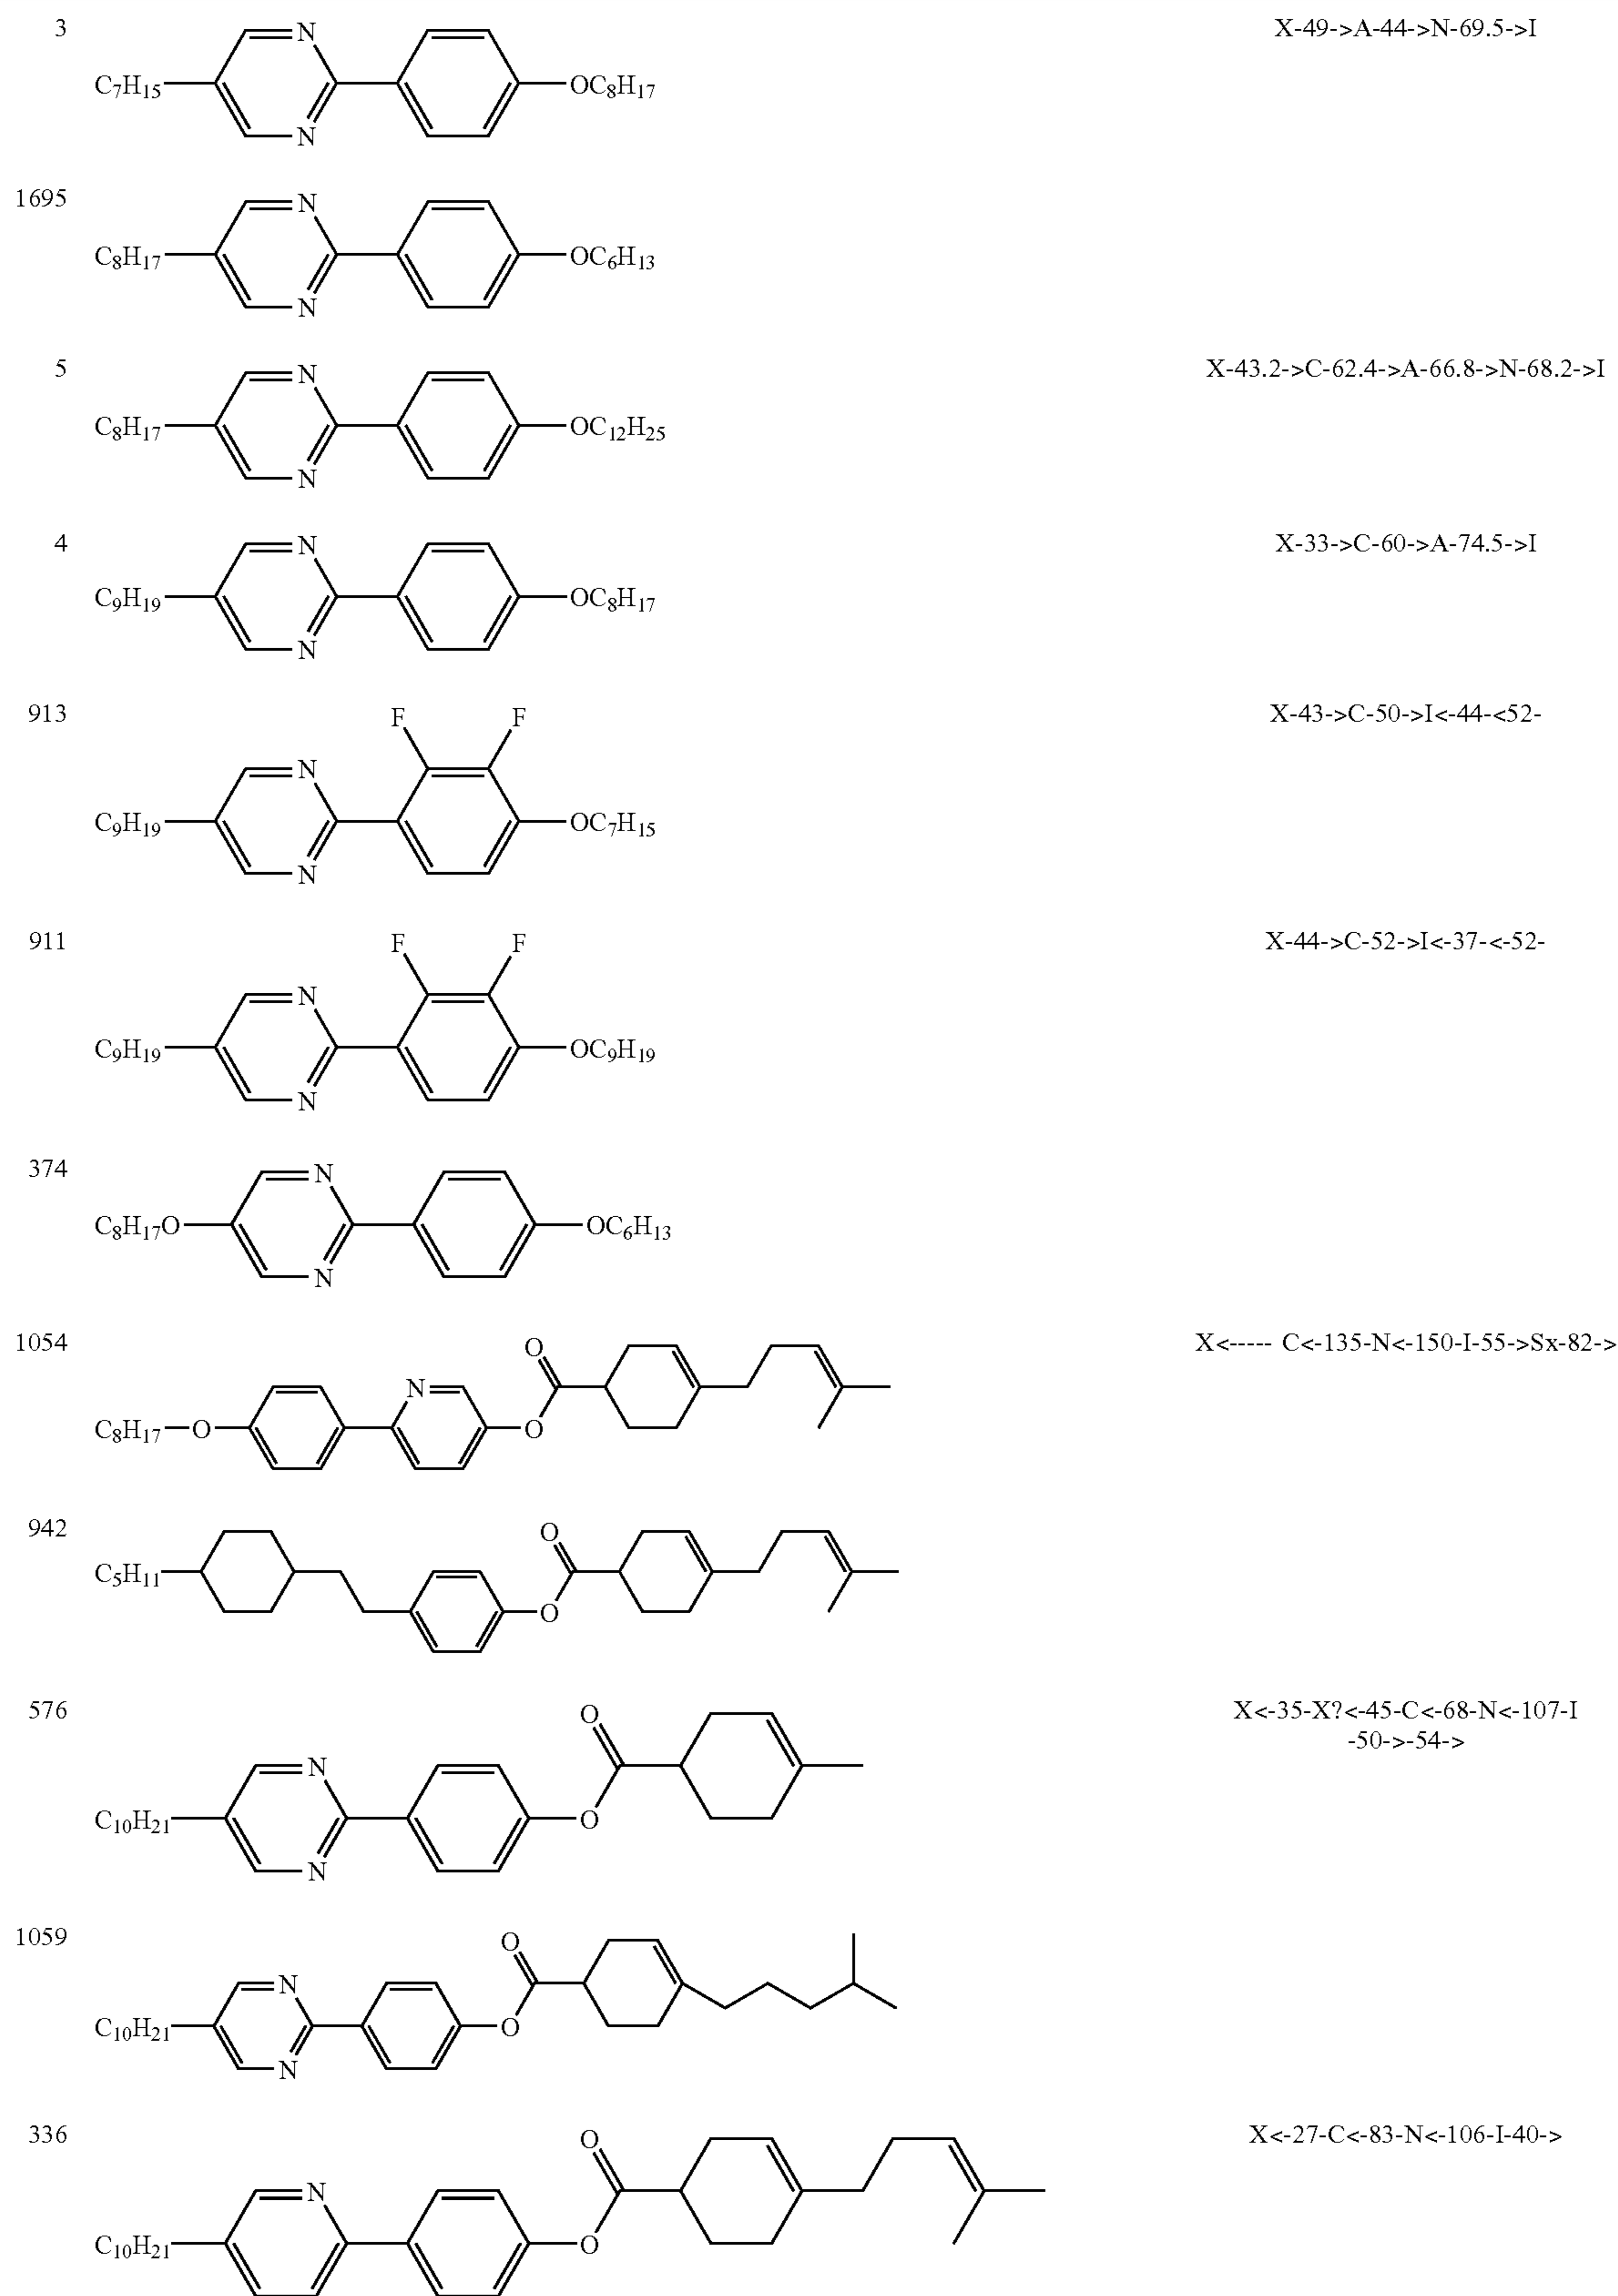 3 X-49->A-44->N-69.5->I
N
C7H15 OC8H17
N
1695
N
C8H17 OC6H13
N
5 X-43.2->C-62.4->A-66.8->N-68.2->I
N
C8H17 OC12H25
N
4 X-33->C-60->A-74.5->I
N
C9H19 OC8H17
N
913 F F X-43->C-50->I<-44-<52-
N
C9H19 OC7H15
N
911 F F X-44->C-52->I<-37-<-52-
N
C9H19 OC9H19
N
374
N
C8H17O OC6H13
N
1054 O X<----- C<-135-N<-150-I-55->Sx-82->
N
C8H17 O O
942 O
C5H11
O
576 O X<-35-X?<-45-C<-68-N<-107-I
-50->-54->
N
C10H21 O
N
1059 O
N
C10H21 O
N
336 O X<-27-C<-83-N<-106-I-40->
N
C10H21 O